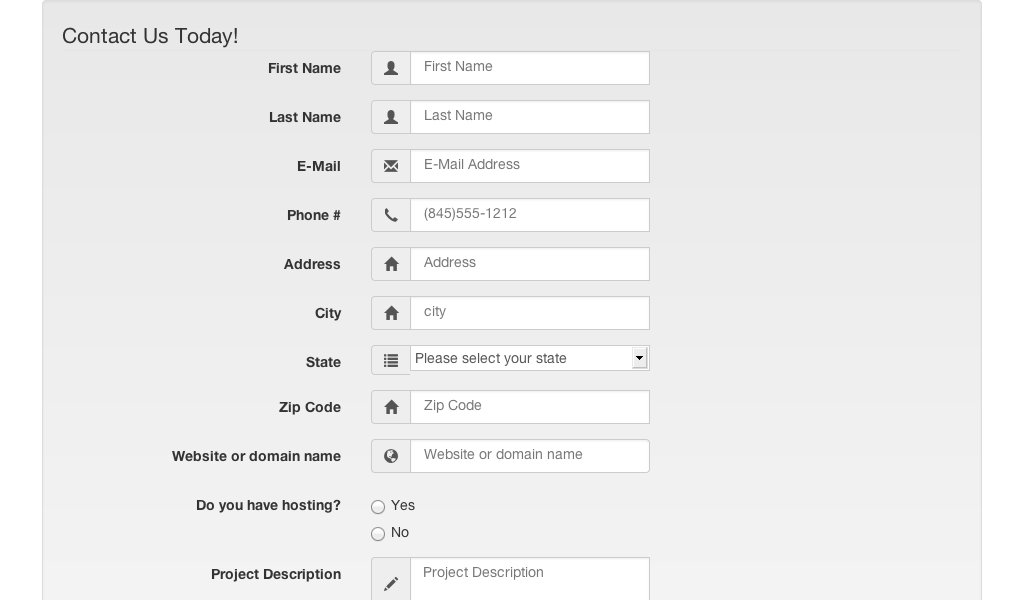 Contact Us Today!
First Name First Name
Last Name Last Name
E-Mail E-Mail Address
Phone # (845)555-1212
Address Address
City city
State Please select your state
Zip Code Zip Code
Website or domain name Website or domain name
Do you have hosting? Yes
No
Project Description Project Description